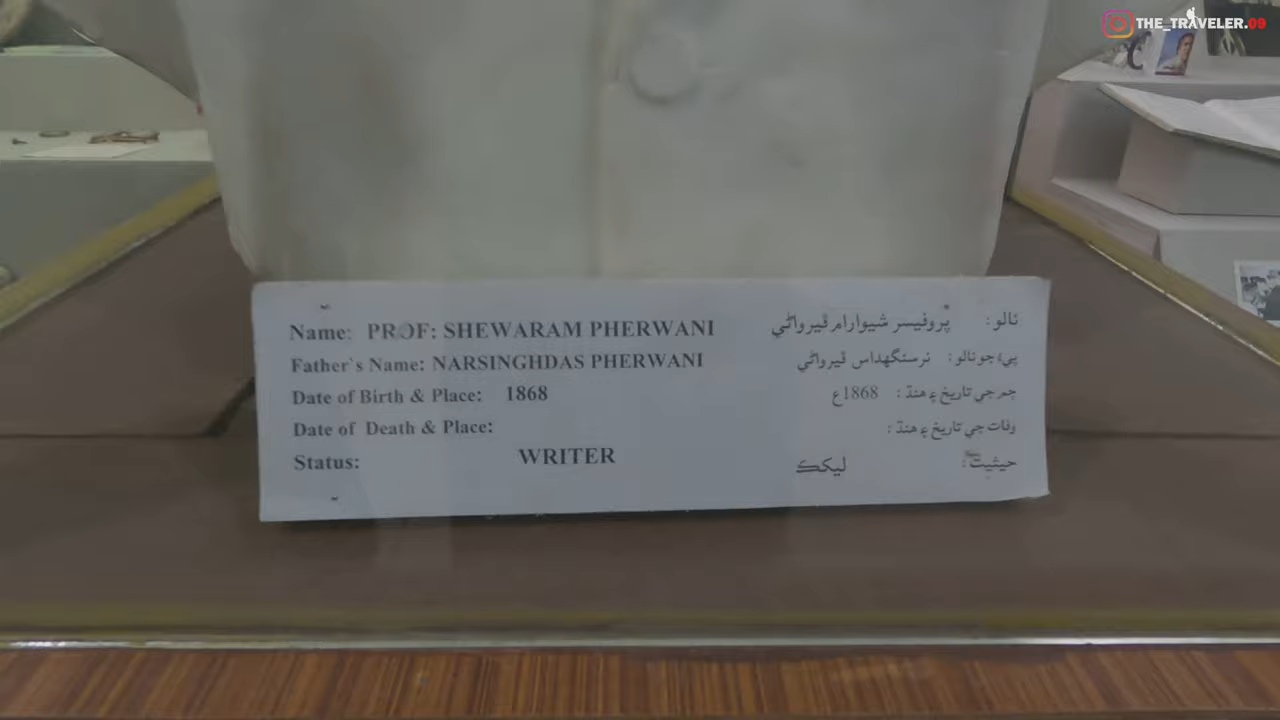 THE_TRAVELER.09
Name: PROF: SHEWARAM PHERWANI
نالو: پروفيسر شيوارام ڦيرواڻي
Father`s Name: NARSINGHDAS PHERWANI
پيءُ جو نالو: نرسنگهداس ڦيرواڻي
Date of Birth & Place: 1868
جنم جي تاريخ ۽ هنڌ: 1868ع
Date of Death & Place:
وفات جي تاريخ ۽ هنڌ:
Status: WRITER
حيثيت: ليکڪ